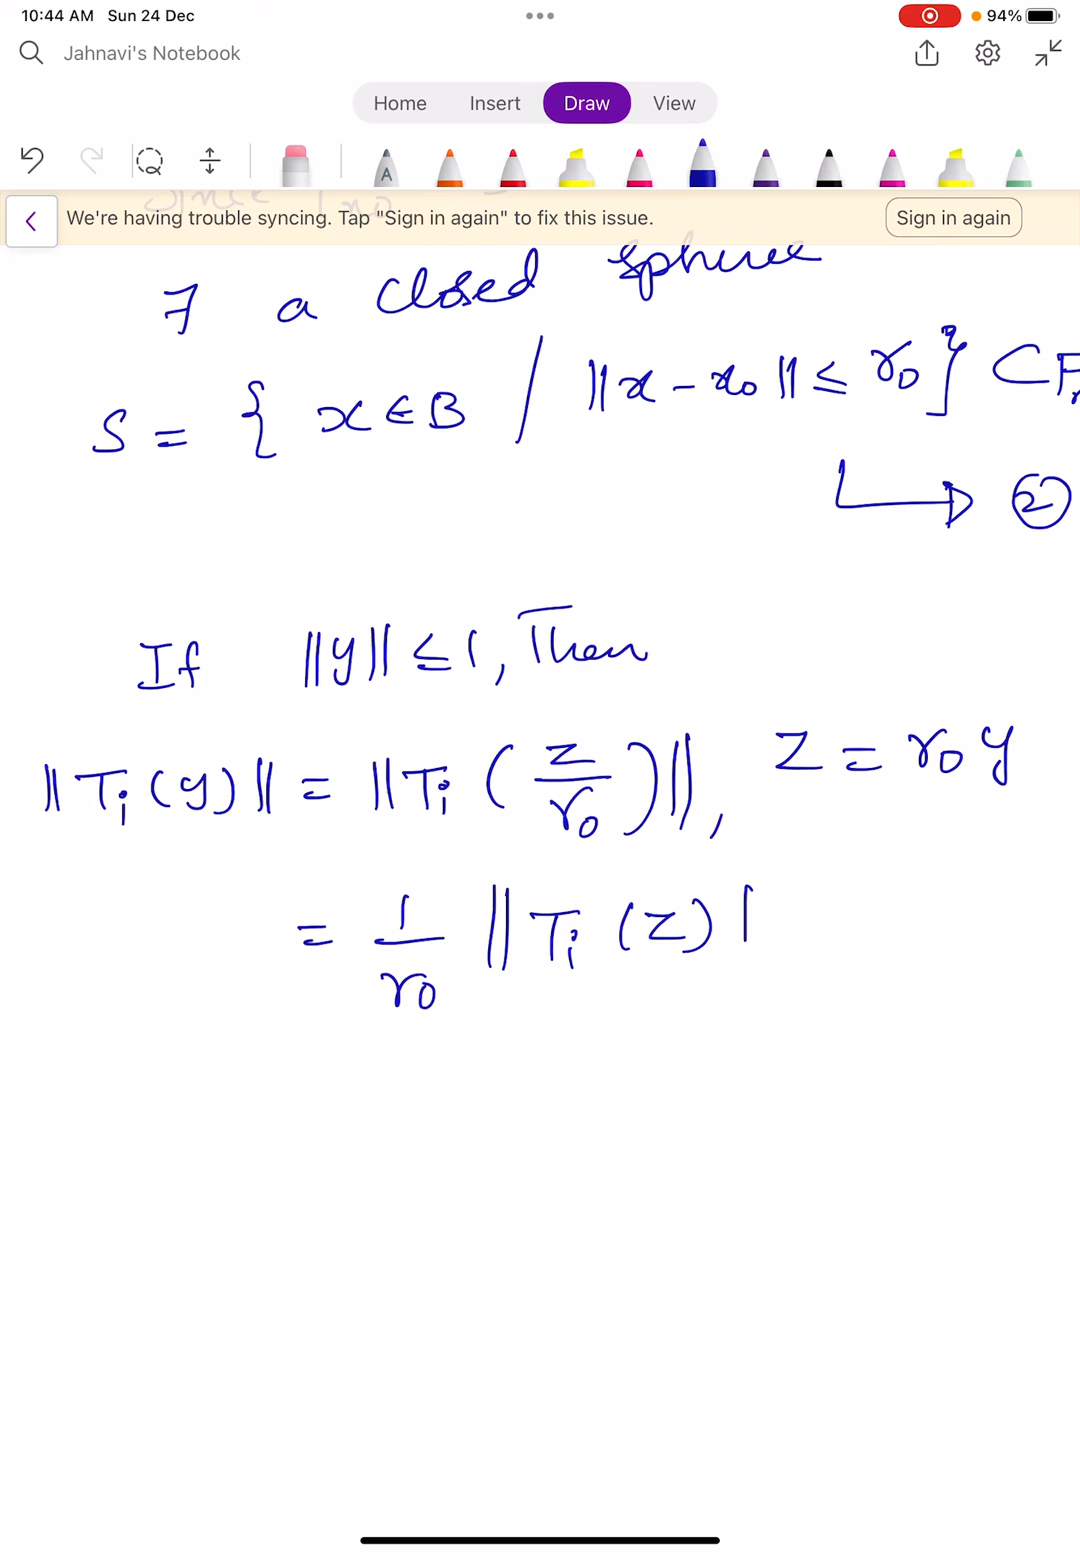 10:44 AM Sun 24 Dec
94%
Jahnavi's Notebook
Home Insert Draw View
A
We're having trouble syncing. Tap "Sign in again" to fix this issue.
Sign in again
∃ a closed sphere
S = { x ∈ B / ||x - x₀|| ≤ r₀ } ⊂ F
②
If ||y|| ≤ 1, Then
||Tᵢ(y)|| = ||Tᵢ(z/r₀)||, z = r₀y
= 1/r₀ ||Tᵢ(z)|